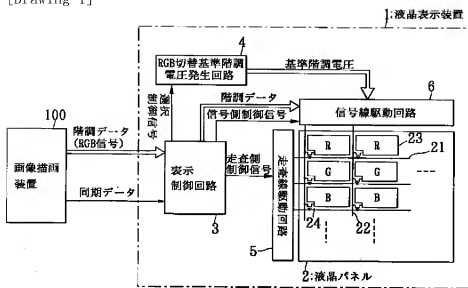 [Drawing 1]
1:液晶表示装置
4
RGB切替基準階調
電圧発生回路
基準階調電圧
6
選択
制御信号
階調データ
信号側制御信号
信号線駆動回路
100
階調データ
(RGB信号)
画像描画
装置
同期データ
表示
制御回路
3
走査側
制御信号
走査線駆動回路
5
R
R
23
21
G
G
B
B
24
22
2:液晶パネル